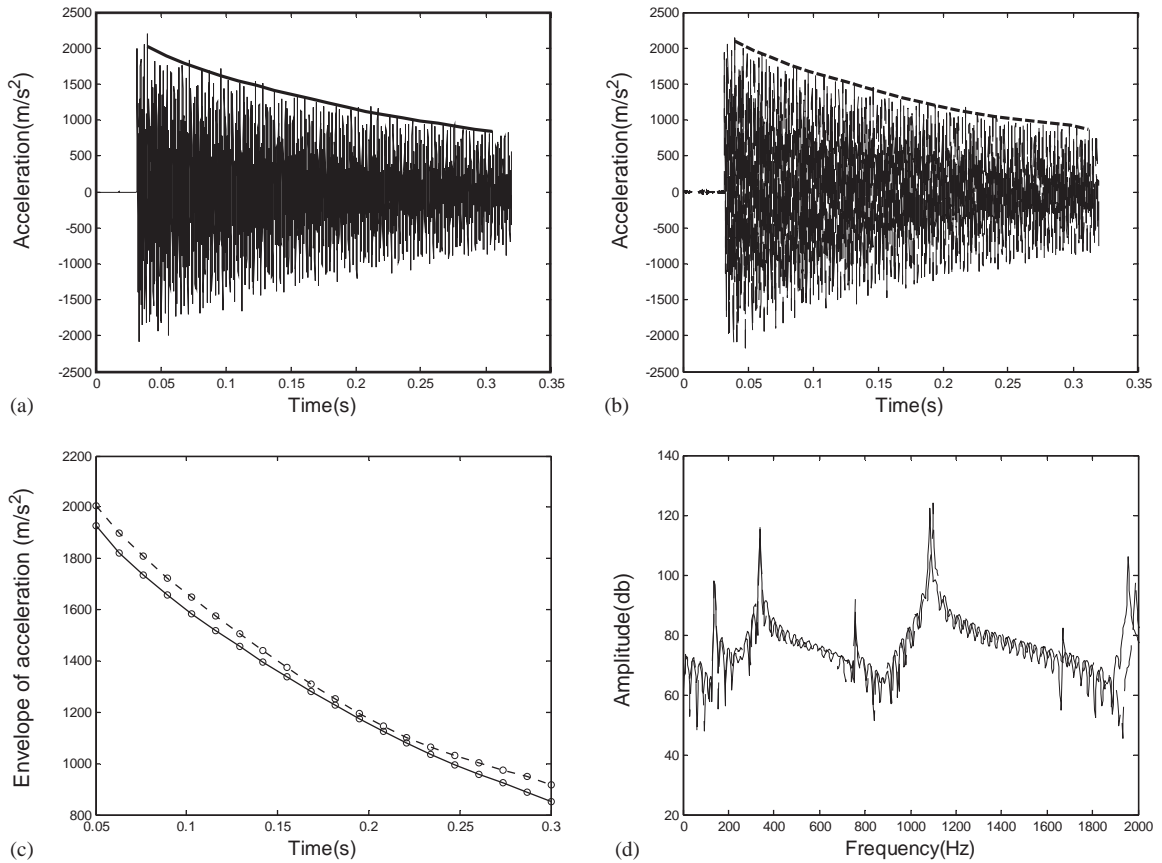 2500
2000
1500
1000
500
0
-500
-1000
-1500
-2000
-2500
Acceleration(m/s²)
0 0.05 0.1 0.15 0.2 0.25 0.3 0.35
Time(s)
(a)
2500
2000
1500
1000
500
0
-500
-1000
-1500
-2000
-2500
Acceleration(m/s²)
0 0.05 0.1 0.15 0.2 0.25 0.3 0.35
Time(s)
(b)
2200
2000
1800
1600
1400
1200
1000
800
Envelope of acceleration (m/s²)
0.05 0.1 0.15 0.2 0.25 0.3
Time(s)
(c)
140
120
100
80
60
40
20
Amplitude(db)
0 200 400 600 800 1000 1200 1400 1600 1800 2000
Frequency(Hz)
(d)